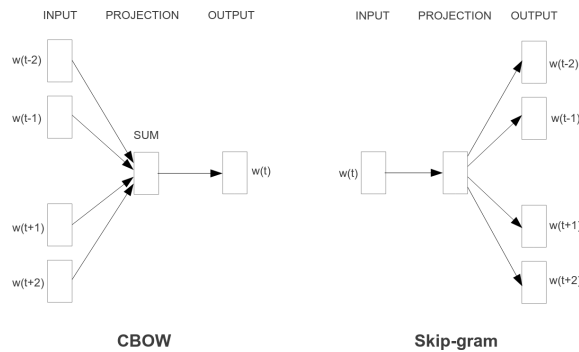 INPUT PROJECTION OUTPUT
w(t-2)
w(t-1)
SUM
w(t)
w(t+1)
w(t+2)
CBOW
INPUT PROJECTION OUTPUT
w(t-2)
w(t-1)
w(t)
w(t+1)
w(t+2)
Skip-gram